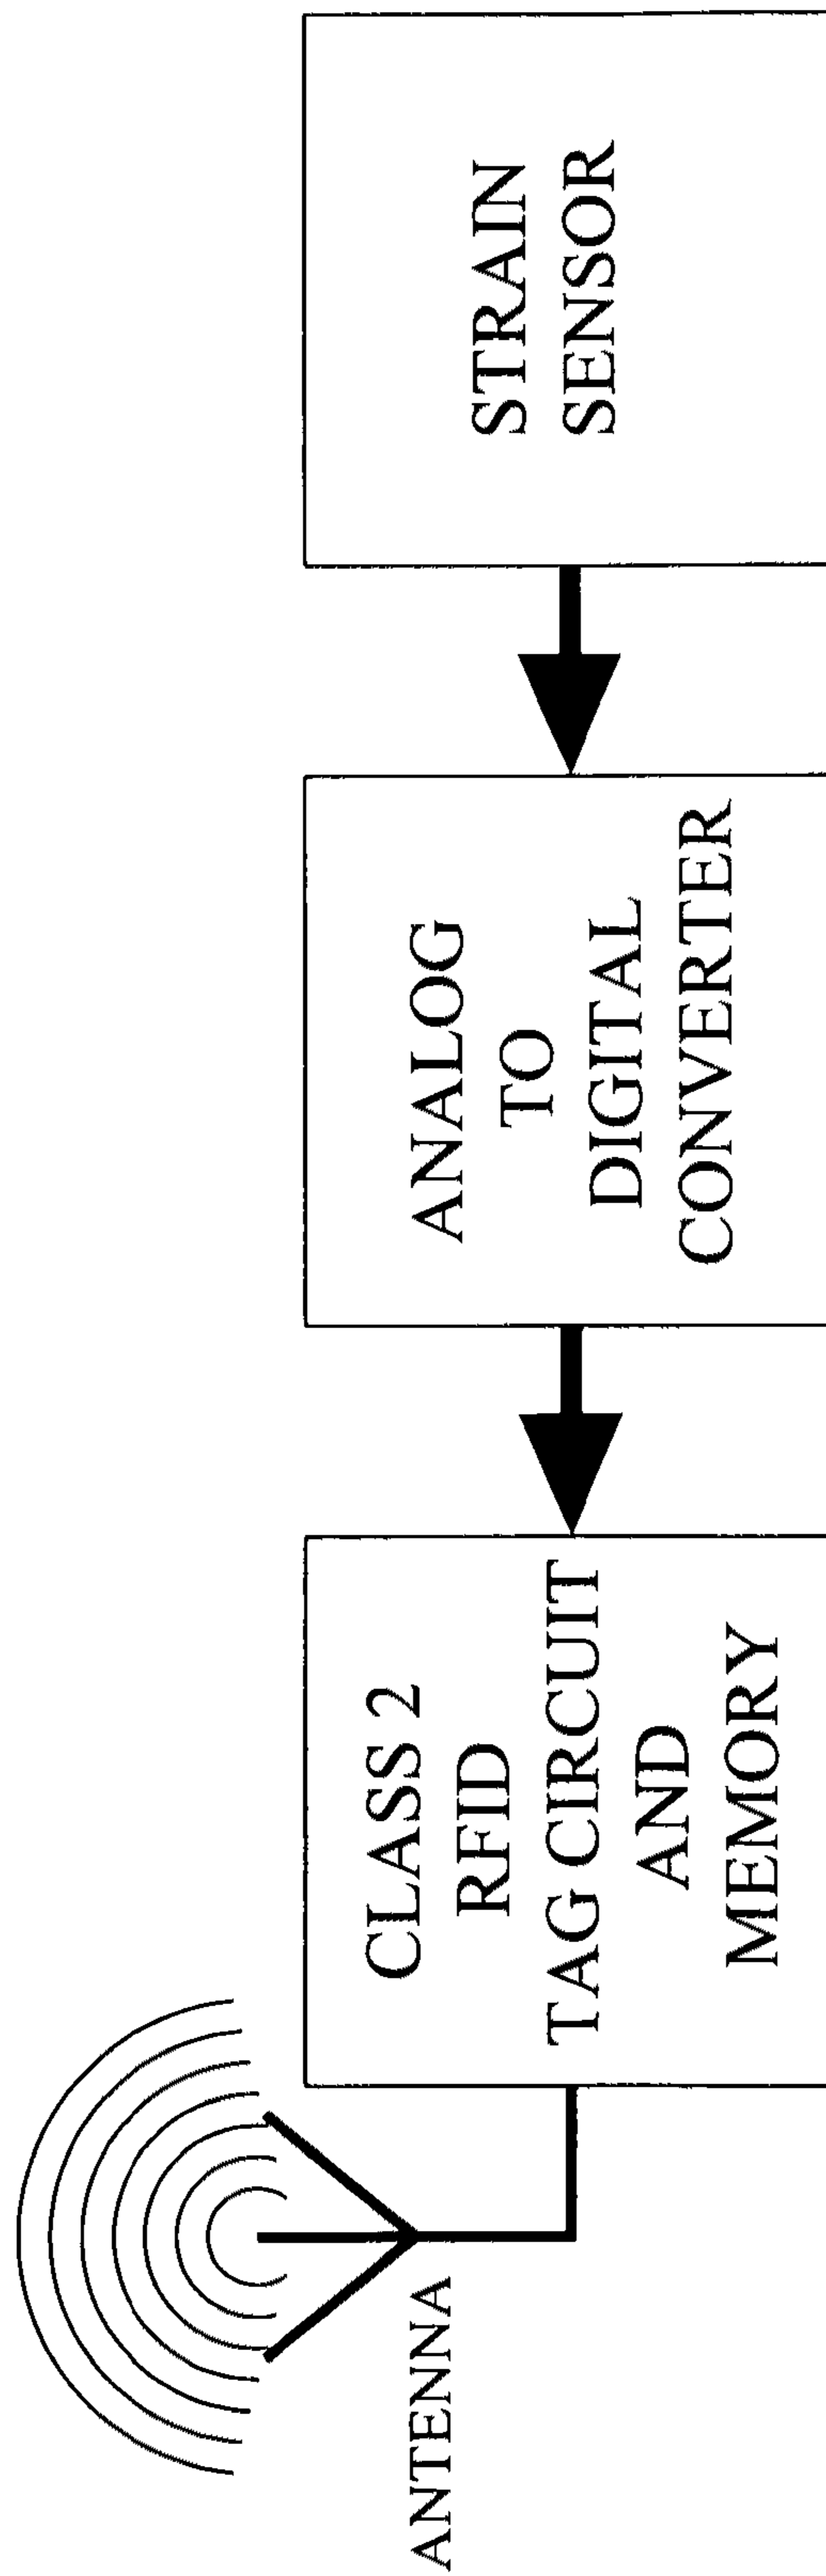 STRAIN
SENSOR
ANALOG
TO
DIGITAL
CONVERTER
CLASS 2
RFID
TAG CIRCUIT
AND
MEMORY
ANTENNA